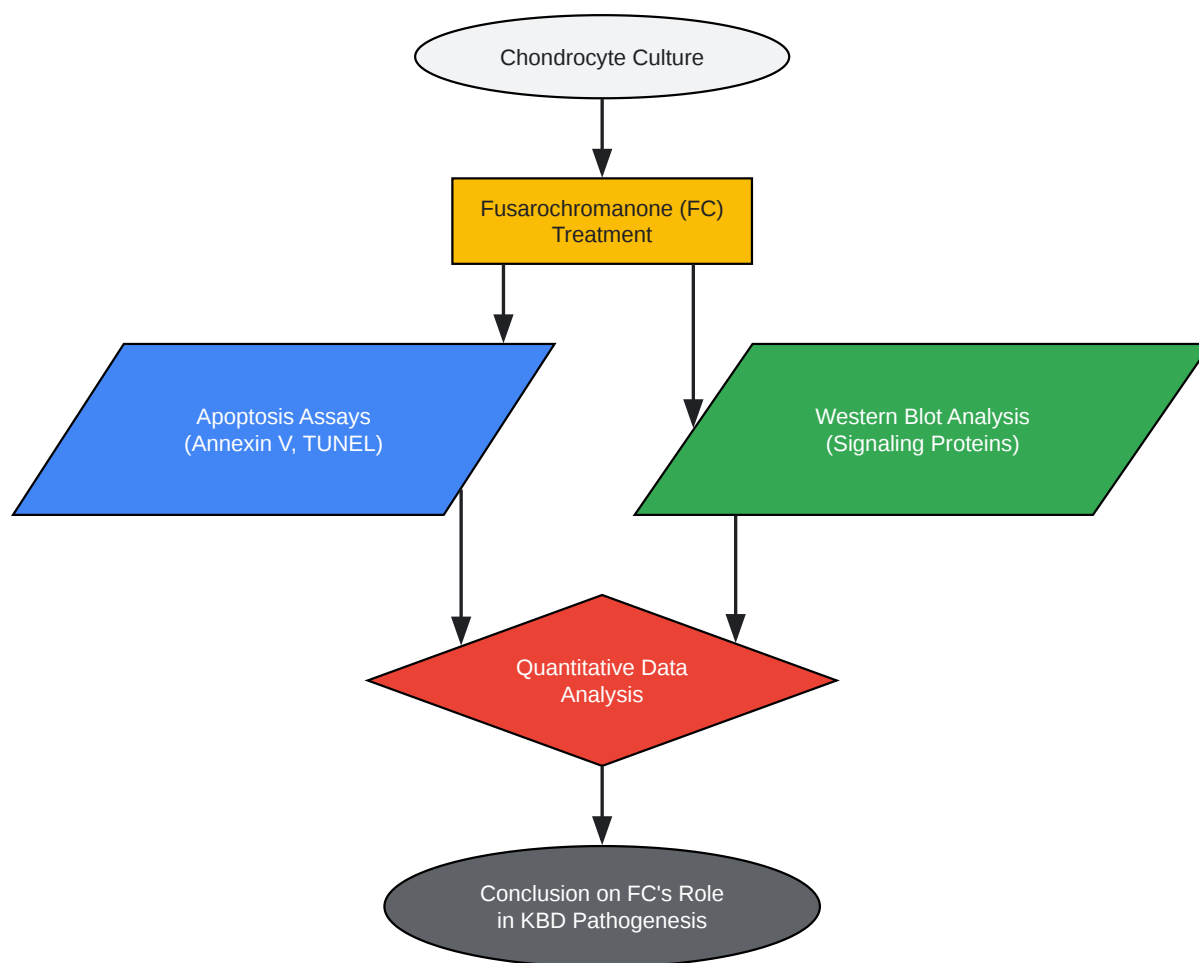 Chondrocyte Culture
Fusarochromanone (FC)
Treatment
Apoptosis Assays
(Annexin V, TUNEL)
Western Blot Analysis
(Signaling Proteins)
Quantitative Data
Analysis
Conclusion on FC's Role
in KBD Pathogenesis